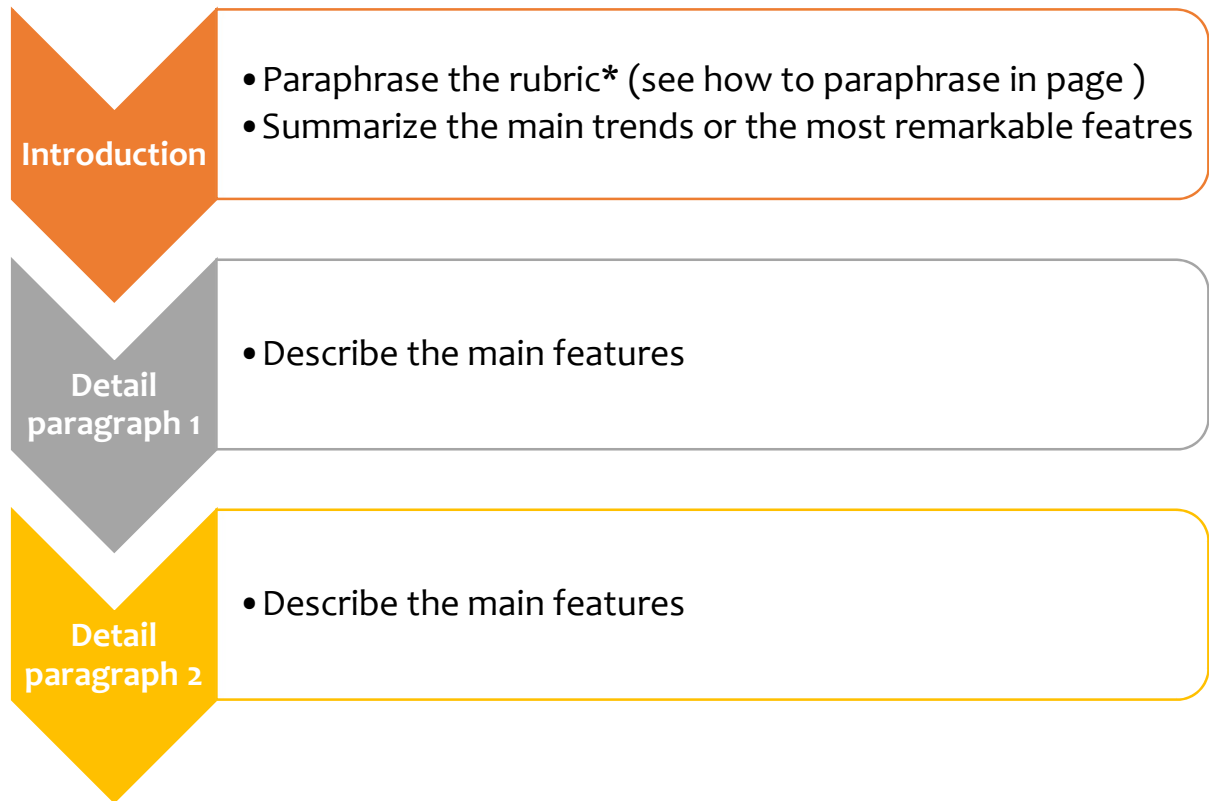 Introduction
•Paraphrase the rubric* (see how to paraphrase in page )
•Summarize the main trends or the most remarkable featres
Detail
paragraph 1
•Describe the main features
Detail
paragraph 2
•Describe the main features